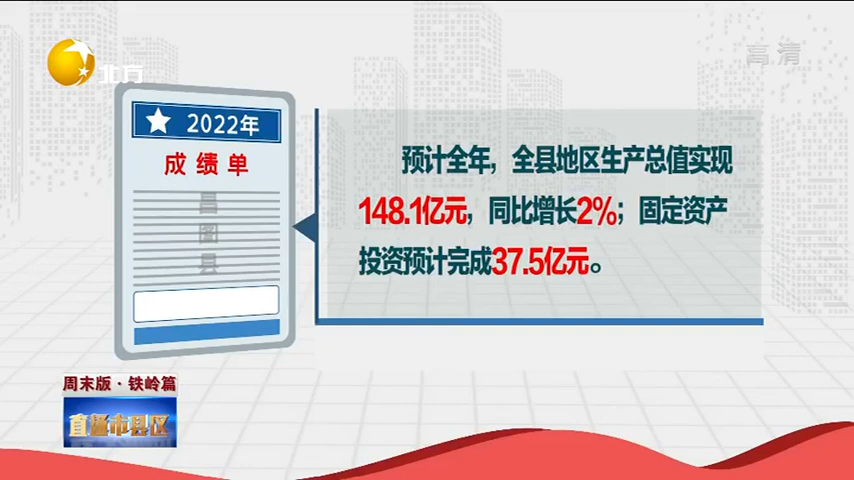 北方
高清
2022年
成绩单
昌
图
县
预计全年，全县地区生产总值实现
148.1亿元，同比增长2%；固定资产
投资预计完成37.5亿元。
周末版·铁岭篇
直通市县区